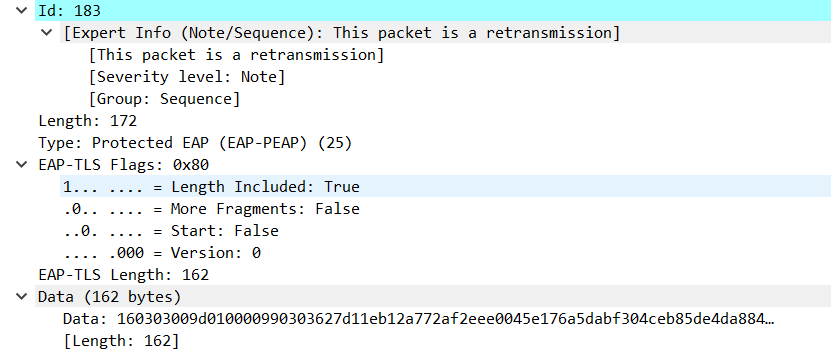 Id: 183
[Expert Info (Note/Sequence): This packet is a retransmission]
[This packet is a retransmission]
[Severity level: Note]
[Group: Sequence]
Length: 172
Type: Protected EAP (EAP-PEAP) (25)
EAP-TLS Flags: 0x80
1... .... = Length Included: True
.0.. .... = More Fragments: False
..0. .... = Start: False
.... .000 = Version: 0
EAP-TLS Length: 162
Data (162 bytes)
Data: 160303009d010000990303627d11eb12a772af2eee0045e176a5dabf304ceb85de4da884…
[Length: 162]